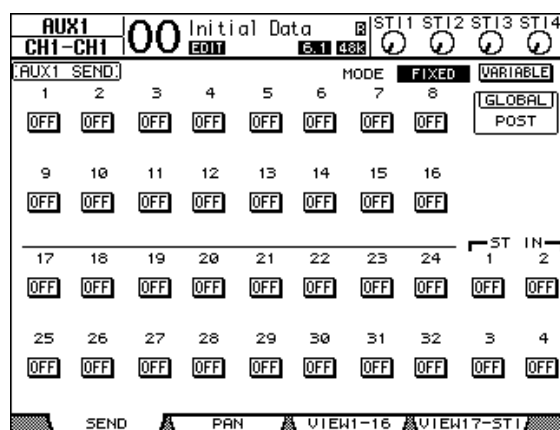 AUX1
CH1-CH1
00
Initial Data
EDIT
R
6.1 48k
STI1 STI2 STI3 STI4
AUX1 SEND
MODE FIXED VARIABLE
1 2 3 4 5 6 7 8
GLOBAL
OFF OFF OFF OFF OFF OFF OFF OFF
POST
9 10 11 12 13 14 15 16
OFF OFF OFF OFF OFF OFF OFF OFF
ST IN
17 18 19 20 21 22 23 24 1 2
OFF OFF OFF OFF OFF OFF OFF OFF OFF OFF
25 26 27 28 29 30 31 32 3 4
OFF OFF OFF OFF OFF OFF OFF OFF OFF OFF
SEND PAN VIEW1-16 VIEW17-STI